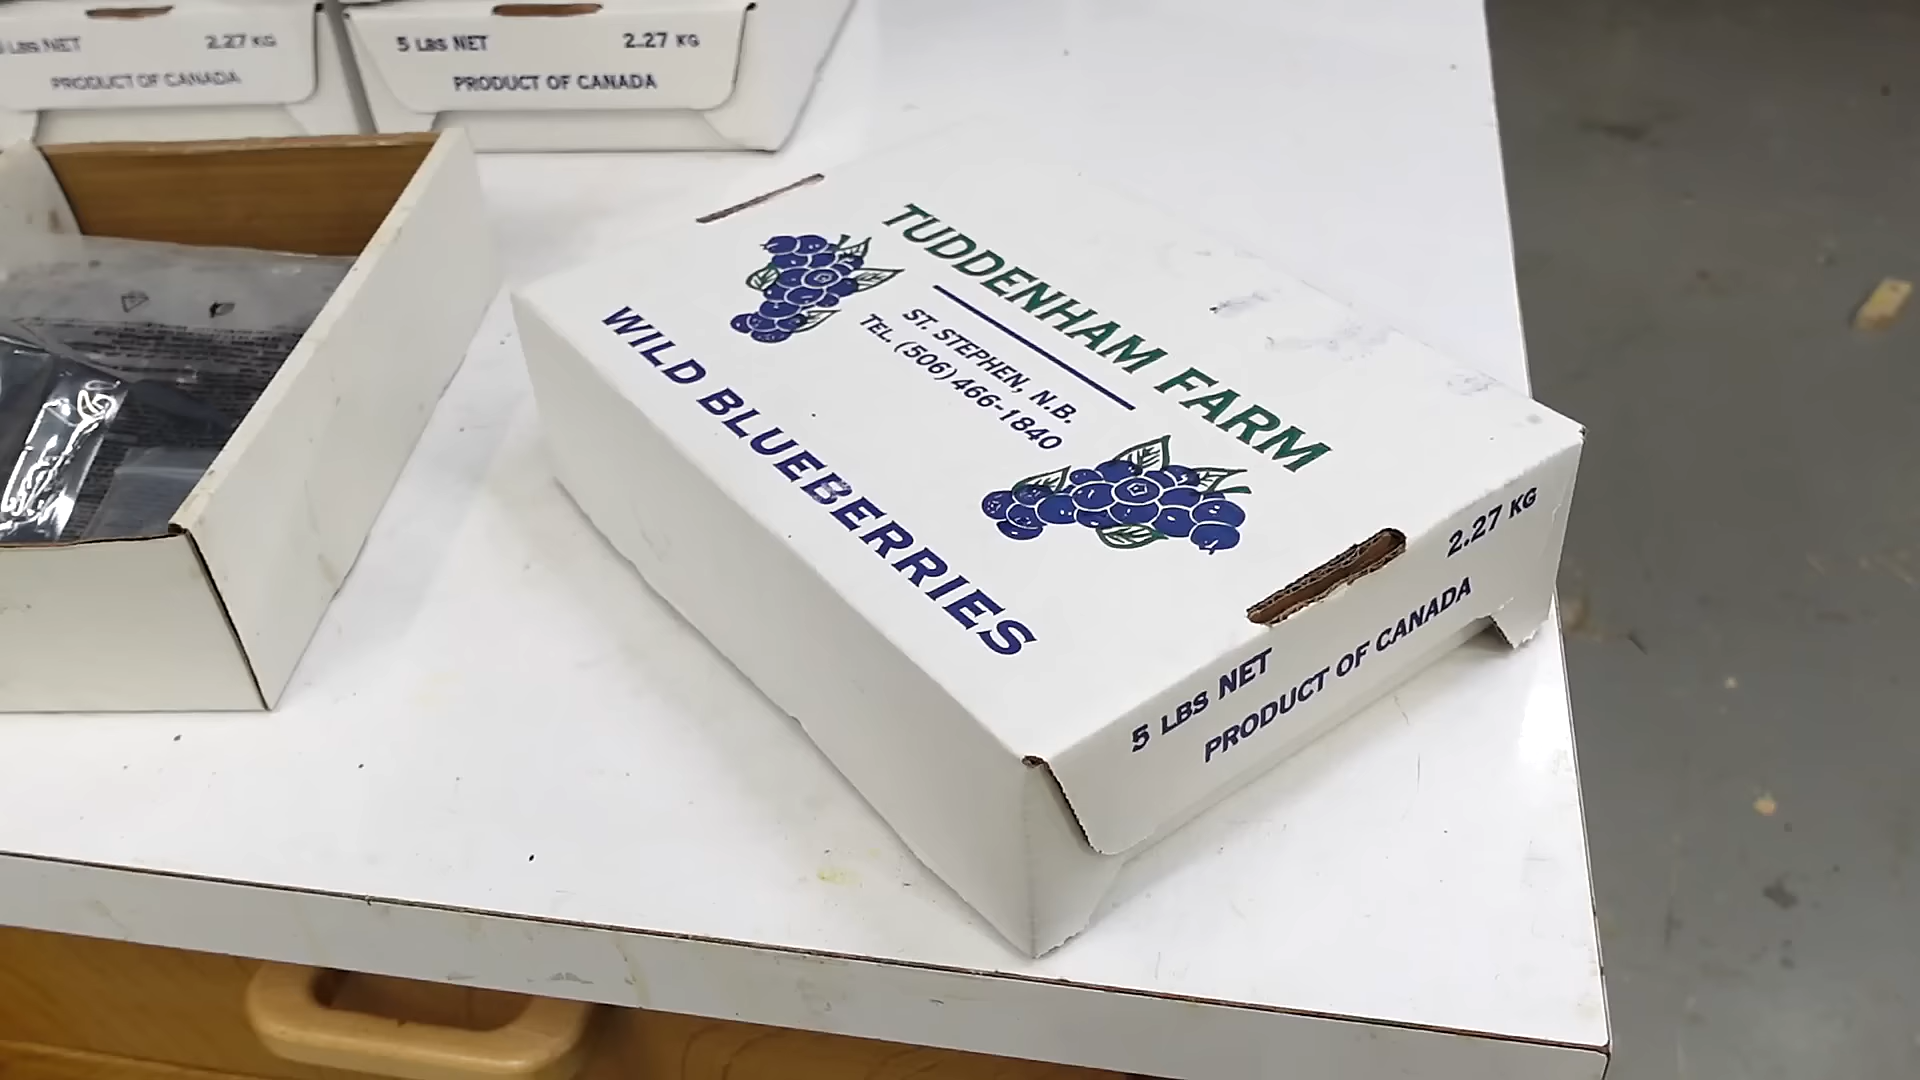 LBS NET 2.27 KG
PRODUCT OF CANADA
5 LBS NET 2.27 KG
PRODUCT OF CANADA
TUDDENHAM FARM
ST. STEPHEN, N.B.
TEL. (506) 466-1840
WILD BLUEBERRIES
5 LBS NET 2.27 KG
PRODUCT OF CANADA